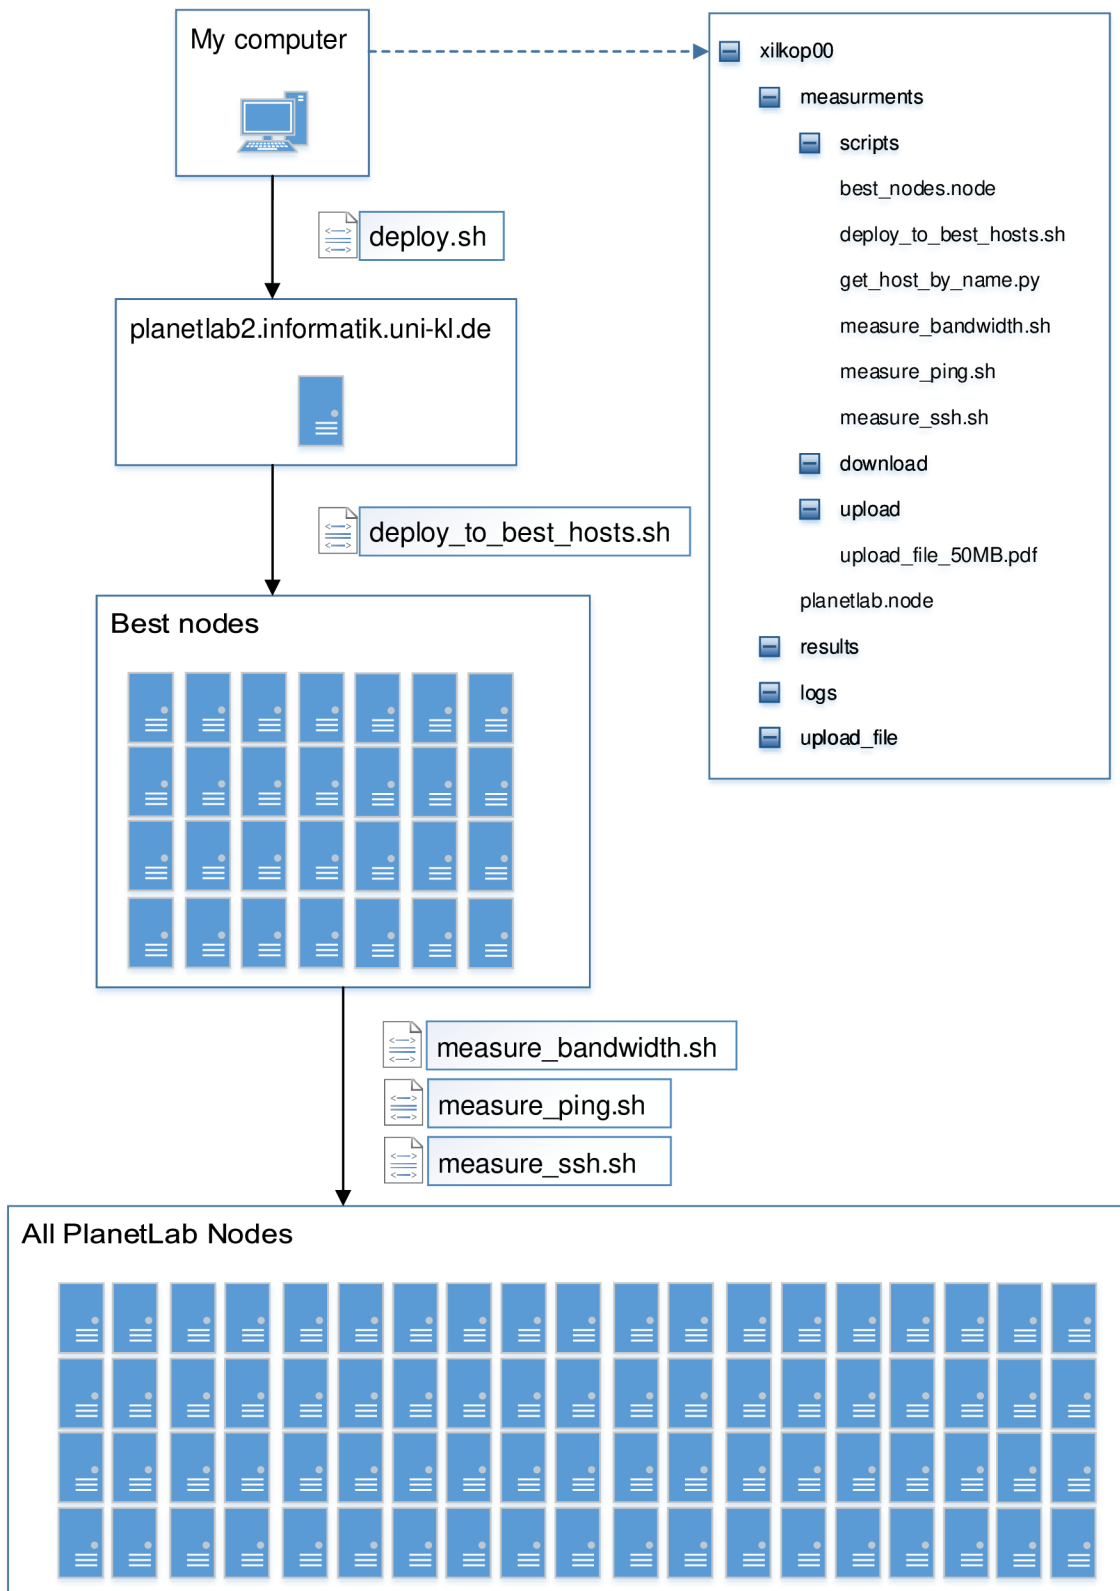 My computer
deploy.sh
planetlab2.informatik.uni-kl.de
deploy_to_best_hosts.sh
Best nodes
measure_bandwidth.sh
measure_ping.sh
measure_ssh.sh
All PlanetLab Nodes
xilkop00
measurments
scripts
best_nodes.node
deploy_to_best_hosts.sh
get_host_by_name.py
measure_bandwidth.sh
measure_ping.sh
measure_ssh.sh
download
upload
upload_file_50MB.pdf
planetlab.node
results
logs
upload_file